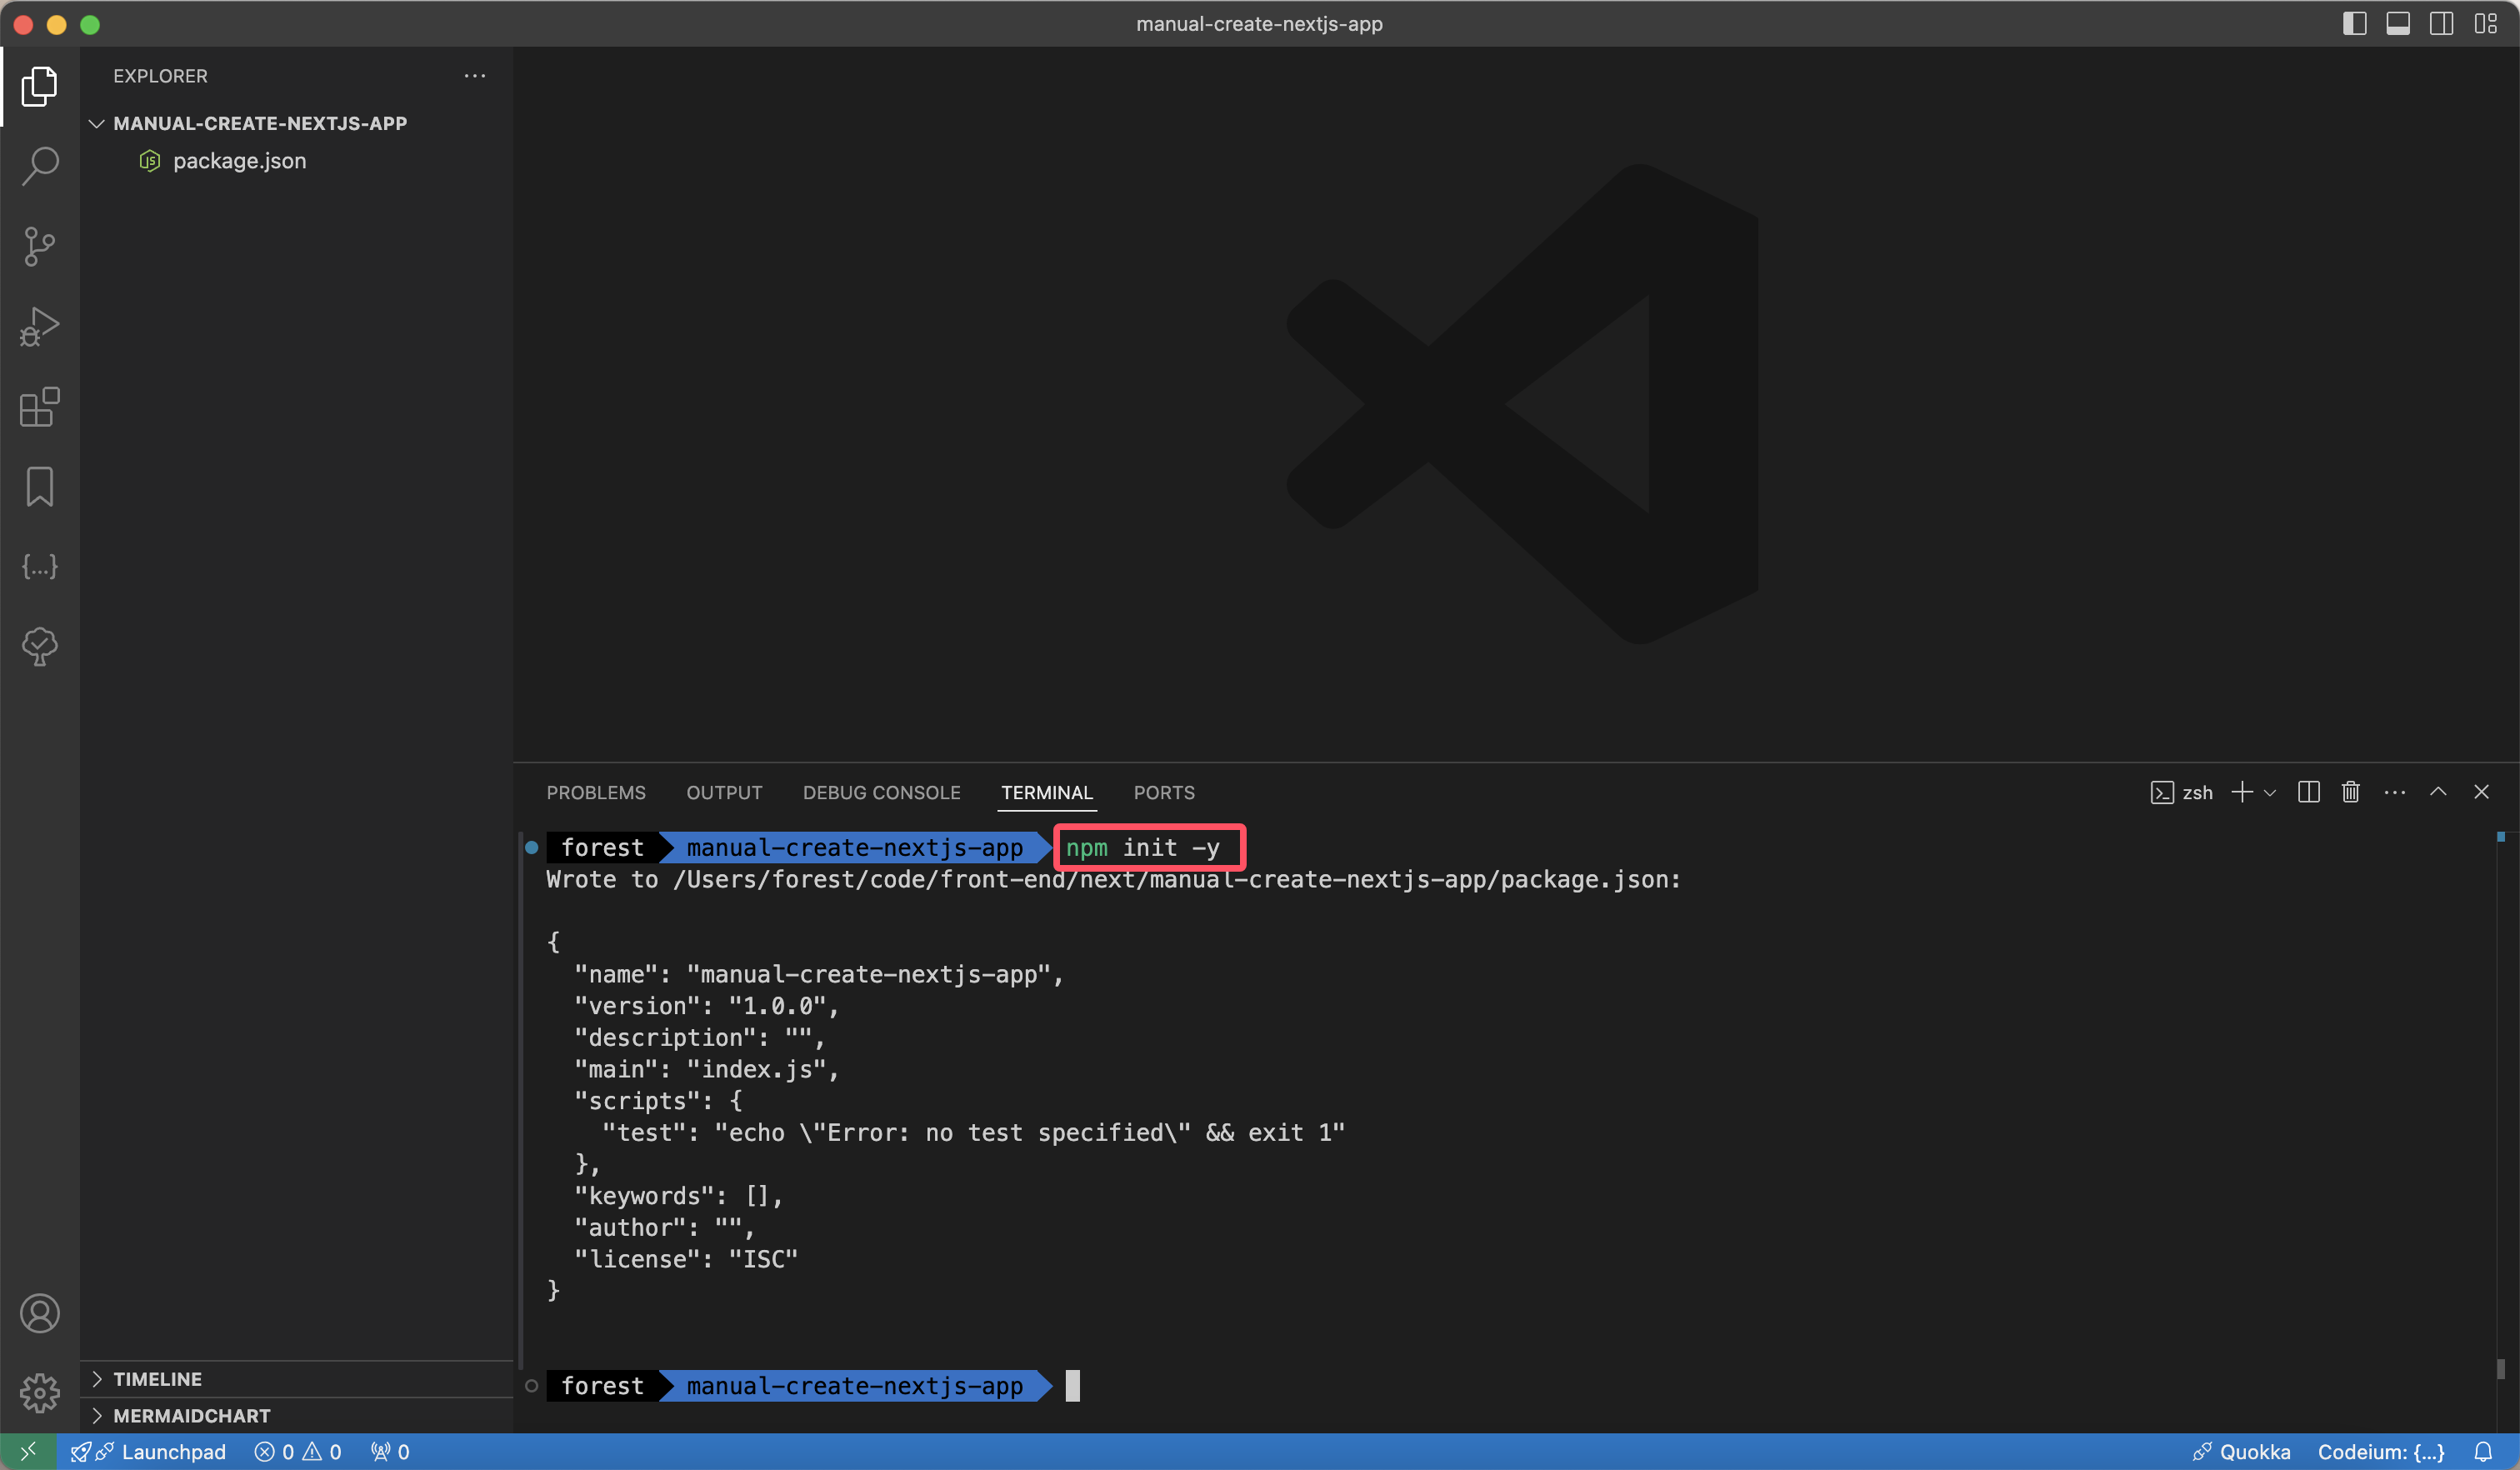 manual-create-nextjs-app
EXPLORER
MANUAL-CREATE-NEXTJS-APP
package.json
TIMELINE
MERMAIDCHART
PROBLEMS OUTPUT DEBUG CONSOLE TERMINAL PORTS zsh
forest manual-create-nextjs-app npm init -y
Wrote to /Users/forest/code/front-end/next/manual-create-nextjs-app/package.json:
{
"name": "manual-create-nextjs-app",
"version": "1.0.0",
"description": "",
"main": "index.js",
"scripts": {
"test": "echo \"Error: no test specified\" && exit 1"
},
"keywords": [],
"author": "",
"license": "ISC"
}
forest manual-create-nextjs-app
Launchpad 0 0 0 Quokka Codeium: {...}